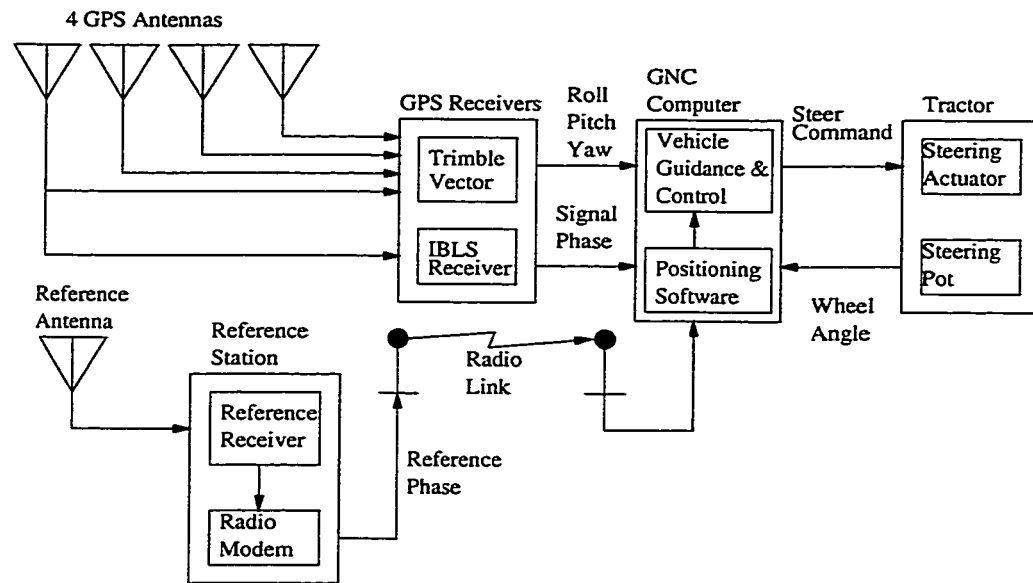 4 GPS Antennas
GPS Receivers
Trimble
Vector
IBLS
Receiver
Roll
Pitch
Yaw
Signal
Phase
GNC
Computer
Vehicle
Guidance &
Control
Positioning
Software
Steer
Command
Wheel
Angle
Tractor
Steering
Actuator
Steering
Pot
Reference
Antenna
Reference
Station
Reference
Receiver
Radio
Modem
Reference
Phase
Radio
Link